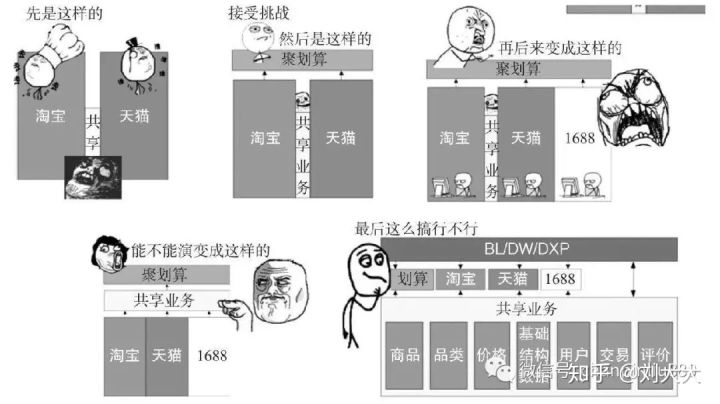 先是这样的
淘宝
共享
天猫
接受挑战
然后是这样的
聚划算
淘宝
共享业务
天猫
再后来变成这样的
聚划算
淘宝
共享业务
天猫
1688
能不能演变成这样的
聚划算
共享业务
淘宝
天猫
1688
最后这么搞行不行
BL/DW/DXP
划算
淘宝
天猫
1688
共享业务
商品
品类
价格
基础
结构
数据
用户
交易
评价
知乎 @刘大大